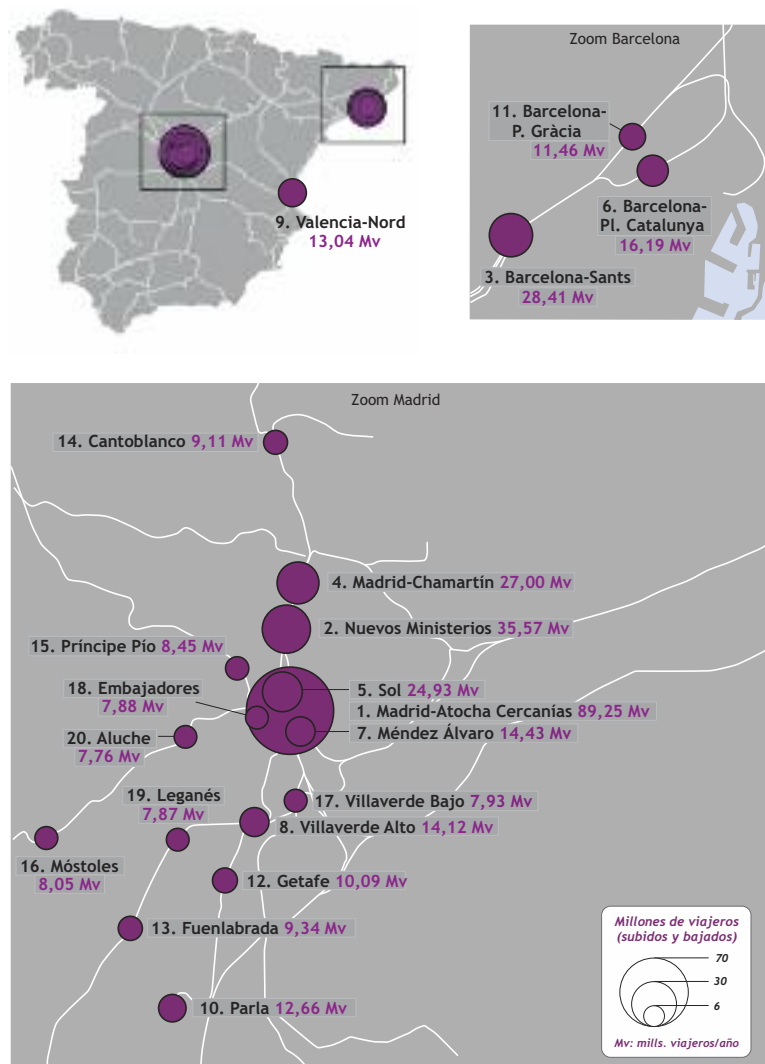 9. Valencia-Nord
13,04 Mv
Zoom Barcelona
11. Barcelona-
P. Gràcia
11,46 Mv
6. Barcelona-
Pl. Catalunya
16,19 Mv
3. Barcelona-Sants
28,41 Mv
Zoom Madrid
14. Cantoblanco 9,11 Mv
4. Madrid-Chamartín 27,00 Mv
2. Nuevos Ministerios 35,57 Mv
15. Príncipe Pío 8,45 Mv
18. Embajadores
7,88 Mv
5. Sol 24,93 Mv
1. Madrid-Atocha Cercanías 89,25 Mv
7. Méndez Álvaro 14,43 Mv
20. Aluche
7,76 Mv
19. Leganés
7,87 Mv
17. Villaverde Bajo 7,93 Mv
8. Villaverde Alto 14,12 Mv
16. Móstoles
8,05 Mv
12. Getafe 10,09 Mv
13. Fuenlabrada 9,34 Mv
10. Parla 12,66 Mv
Millones de viajeros
(subidos y bajados)
70
30
6
Mv: mills. viajeros/año